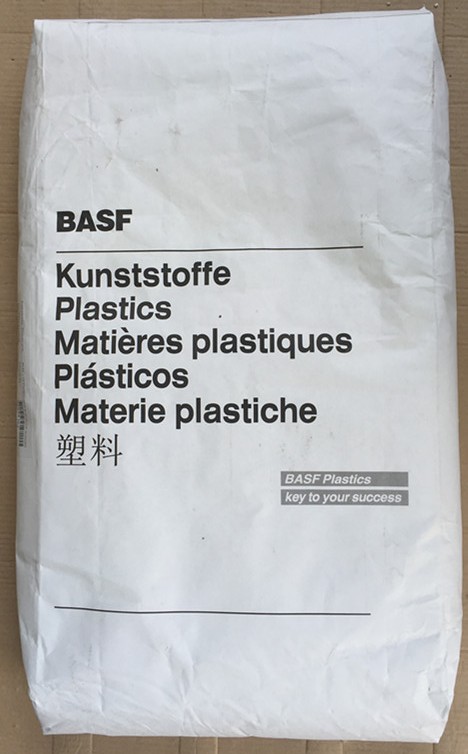 BASF
Kunststoffe
Plastics
Matières plastiques
Plásticos
Materie plastiche
塑料
BASF Plastics
key to your success